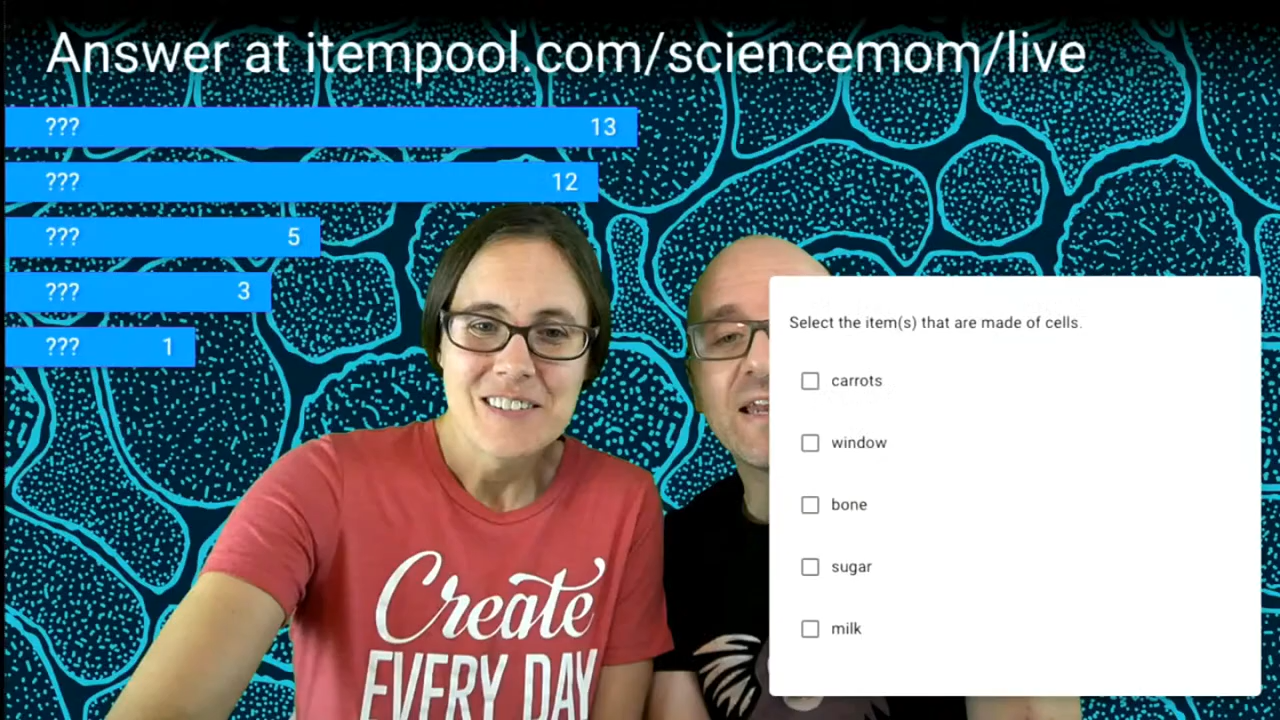 Answer at itempool.com/sciencemom/live
??? 13
??? 12
??? 5
??? 3
??? 1
Select the item(s) that are made of cells.
carrots
window
bone
sugar
milk
Create
EVERY DAY